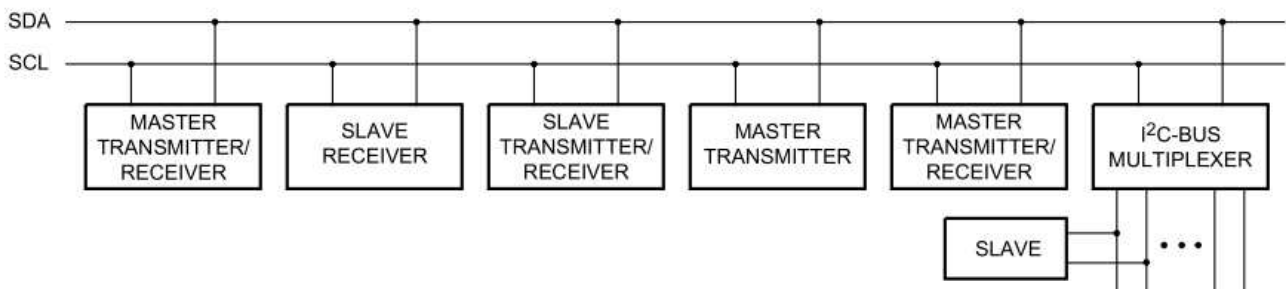 SDA
SCL
MASTER
TRANSMITTER/
RECEIVER
SLAVE
RECEIVER
SLAVE
TRANSMITTER/
RECEIVER
MASTER
TRANSMITTER
MASTER
TRANSMITTER/
RECEIVER
I²C-BUS
MULTIPLEXER
SLAVE